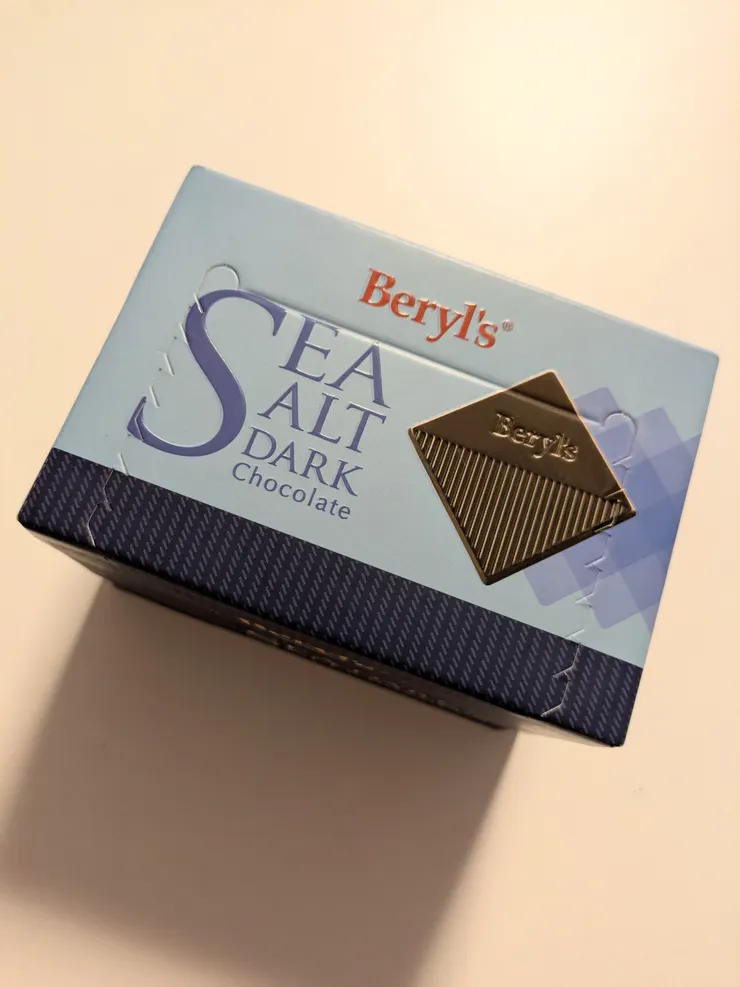 Beryl's®
SEA
SALT
DARK
Chocolate
Beryl's